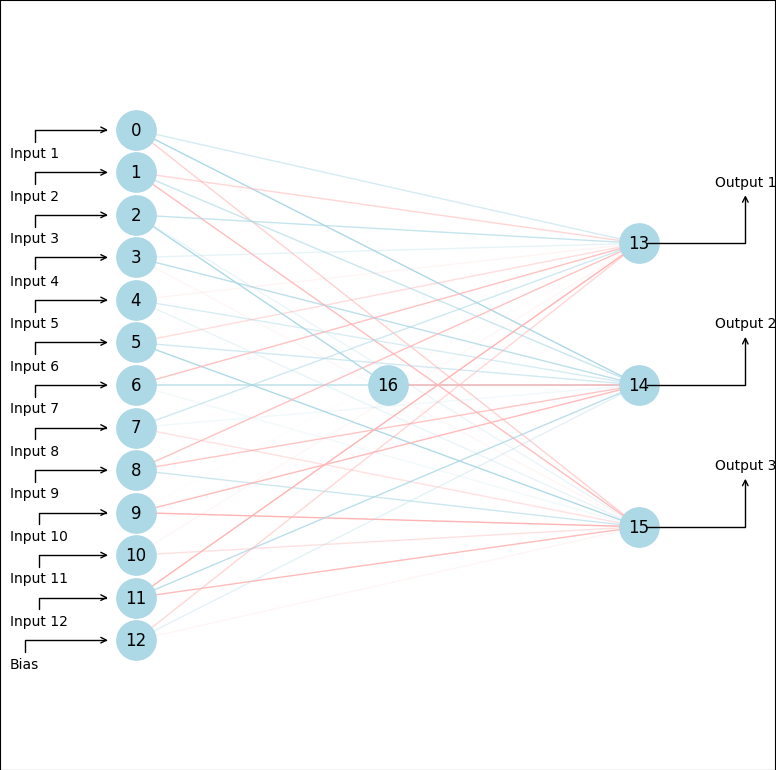 0
Input 1
1
Input 2
2
Input 3
3
Input 4
4
Input 5
5
Input 6
6
Input 7
7
Input 8
8
Input 9
9
Input 10
10
Input 11
11
Input 12
12
Bias
16
Output 1
13
Output 2
14
Output 3
15